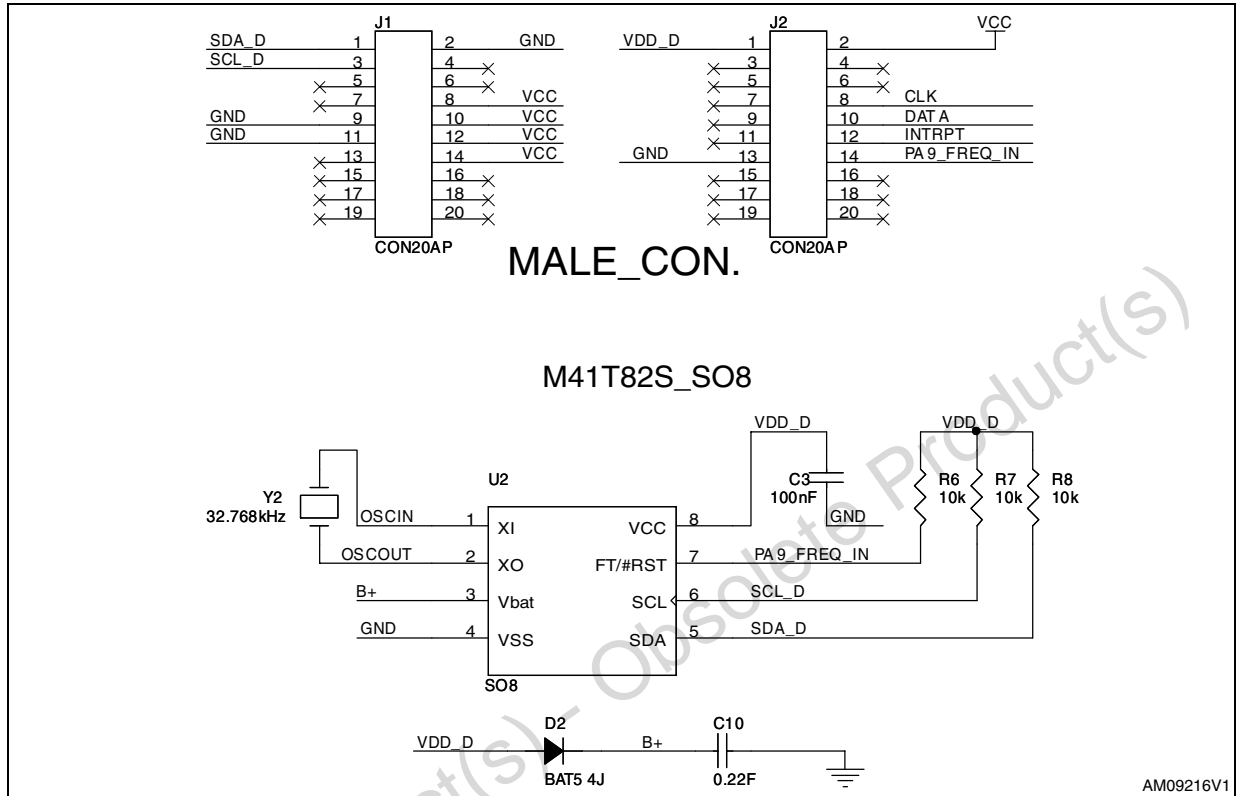 J1 J2
SDA_D 1 2 GND VDD_D 1 2 VCC
SCL_D 3 4 3 4
5 6 5 6
7 8 VCC 7 8 CLK
GND 9 10 VCC 9 10 DATA
GND 11 12 VCC 11 12 INTRPT
13 14 VCC GND 13 14 PA9_FREQ_IN
15 16 15 16
17 18 17 18
19 20 19 20
CON20AP CON20AP
MALE_CON.
M41T82S_SO8
VDD_D VDD_D
U2 C3 R6 R7 R8
Y2 100nF 10k 10k 10k
32.768kHz OSCIN 1 XI VCC 8 GND
OSCOUT 2 XO FT/#RST 7 PA9_FREQ_IN
B+ 3 Vbat SCL 6 SCL_D
GND 4 VSS SDA 5 SDA_D
SO8
D2 C10
VDD_D B+
BAT5 4J 0.22F
AM09216V1
Product(s) - Obsolete Product(s)